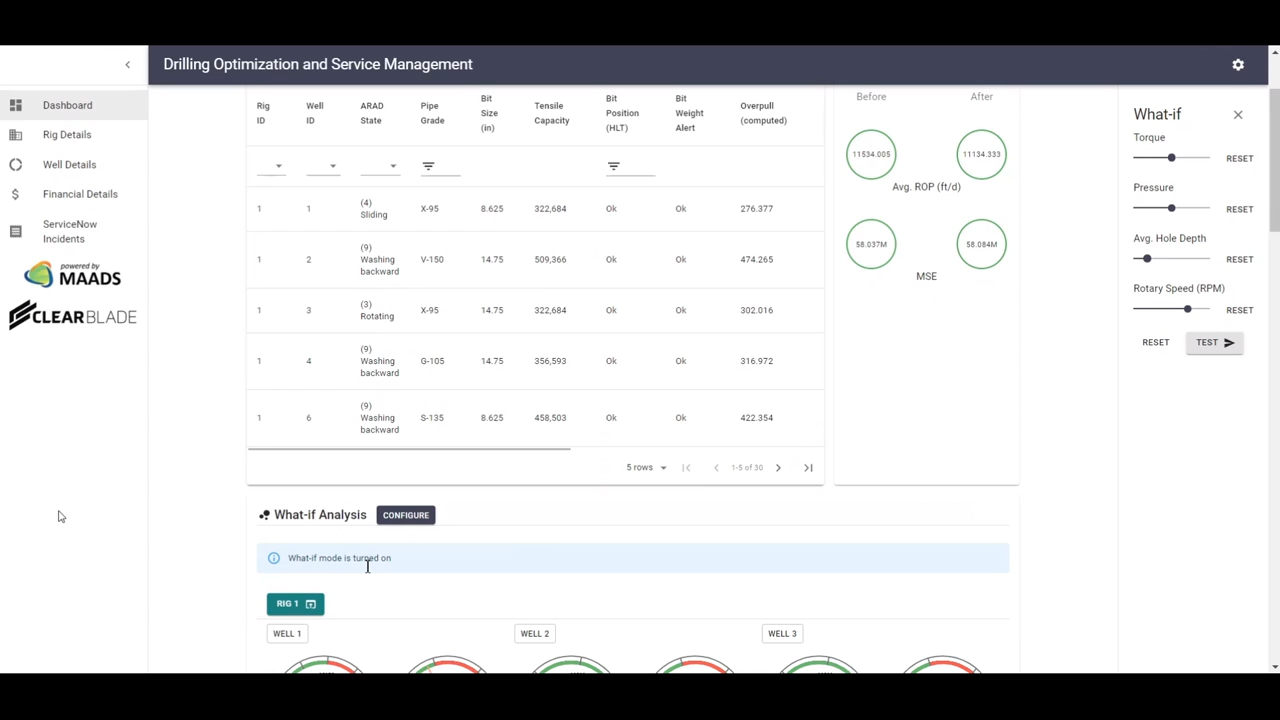 Drilling Optimization and Service Management
Dashboard
Rig Details
Well Details
Financial Details
ServiceNow
Incidents
powered by
MAADS
CLEARBLADE
Rig
ID
Well
ID
ARAD
State
Pipe
Grade
Bit
Size
(in)
Tensile
Capacity
Bit
Position
(HLT)
Bit
Weight
Alert
Overpull
(computed)
1 1 (4) Sliding X-95 8.625 322,684 Ok Ok 276.377
1 2 (9) Washing backward V-150 14.75 509,366 Ok Ok 474.265
1 3 (3) Rotating X-95 14.75 322,684 Ok Ok 302.016
1 4 (9) Washing backward G-105 14.75 356,593 Ok Ok 316.972
1 6 (9) Washing backward S-135 8.625 458,503 Ok Ok 422.354
5 rows 1-5 of 30
Before After
11534.005 11134.333
Avg. ROP (ft/d)
58.037M 58.084M
MSE
What-if Analysis CONFIGURE
What-if mode is turned on
RIG 1
WELL 1 WELL 2 WELL 3
What-if
Torque
RESET
Pressure
RESET
Avg. Hole Depth
RESET
Rotary Speed (RPM)
RESET
RESET TEST